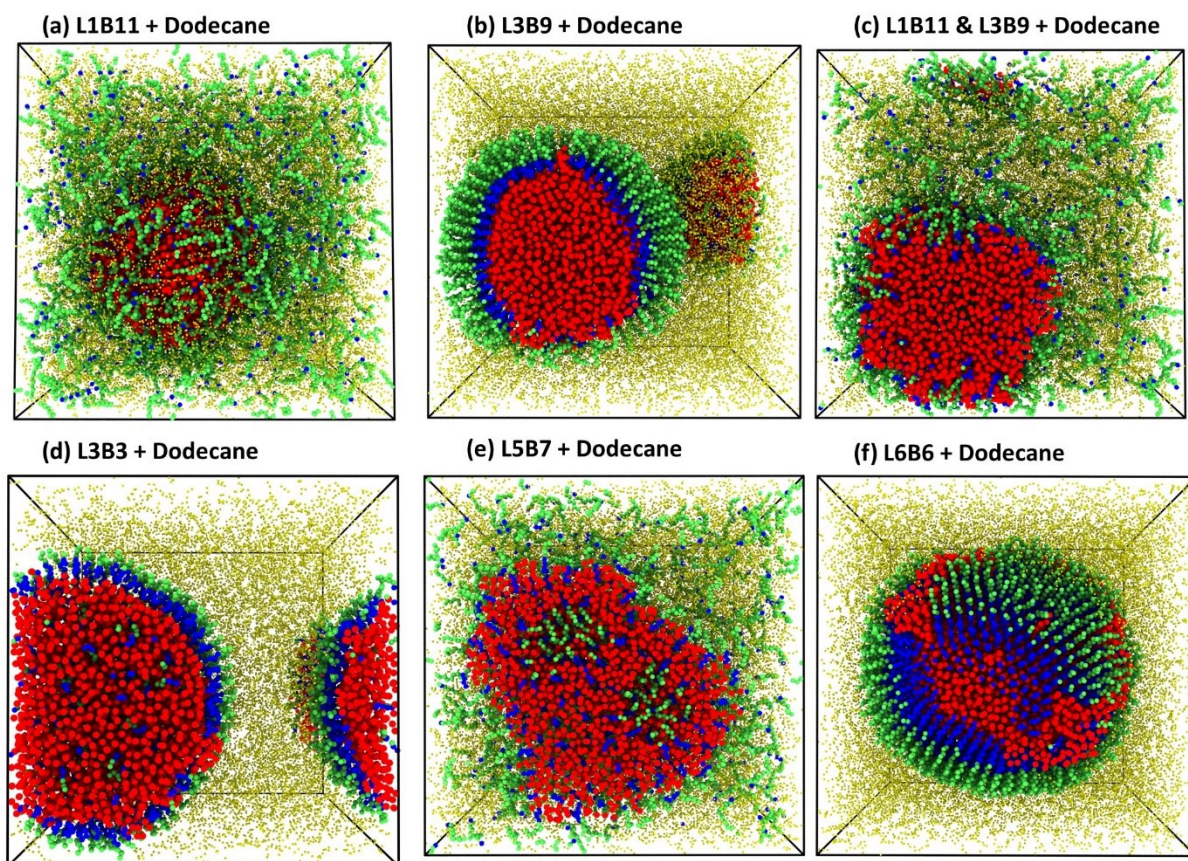 (a) L1B11 + Dodecane
(b) L3B9 + Dodecane
(c) L1B11 & L3B9 + Dodecane
(d) L3B3 + Dodecane
(e) L5B7 + Dodecane
(f) L6B6 + Dodecane